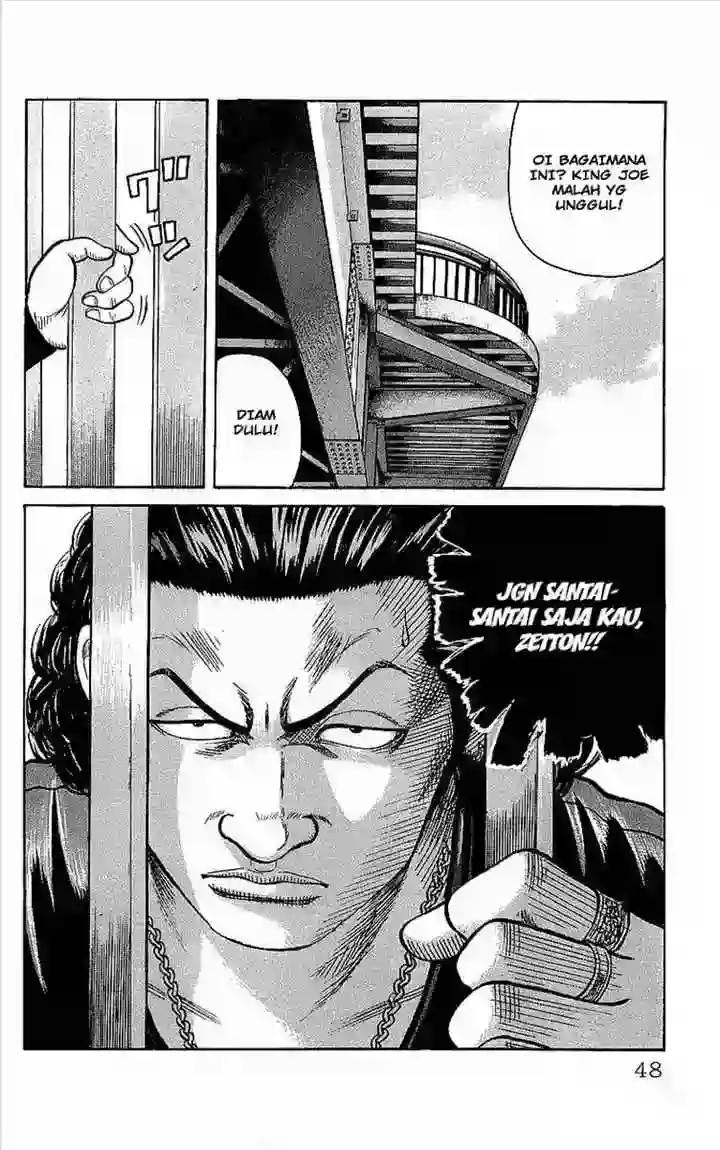 OI BAGAIMANA
INI? KING JOE
MALAH YG
UNGGUL!
DIAM
DULU!
JGN SANTAI-
SANTAI SAJA KAU,
ZETTON!!
48